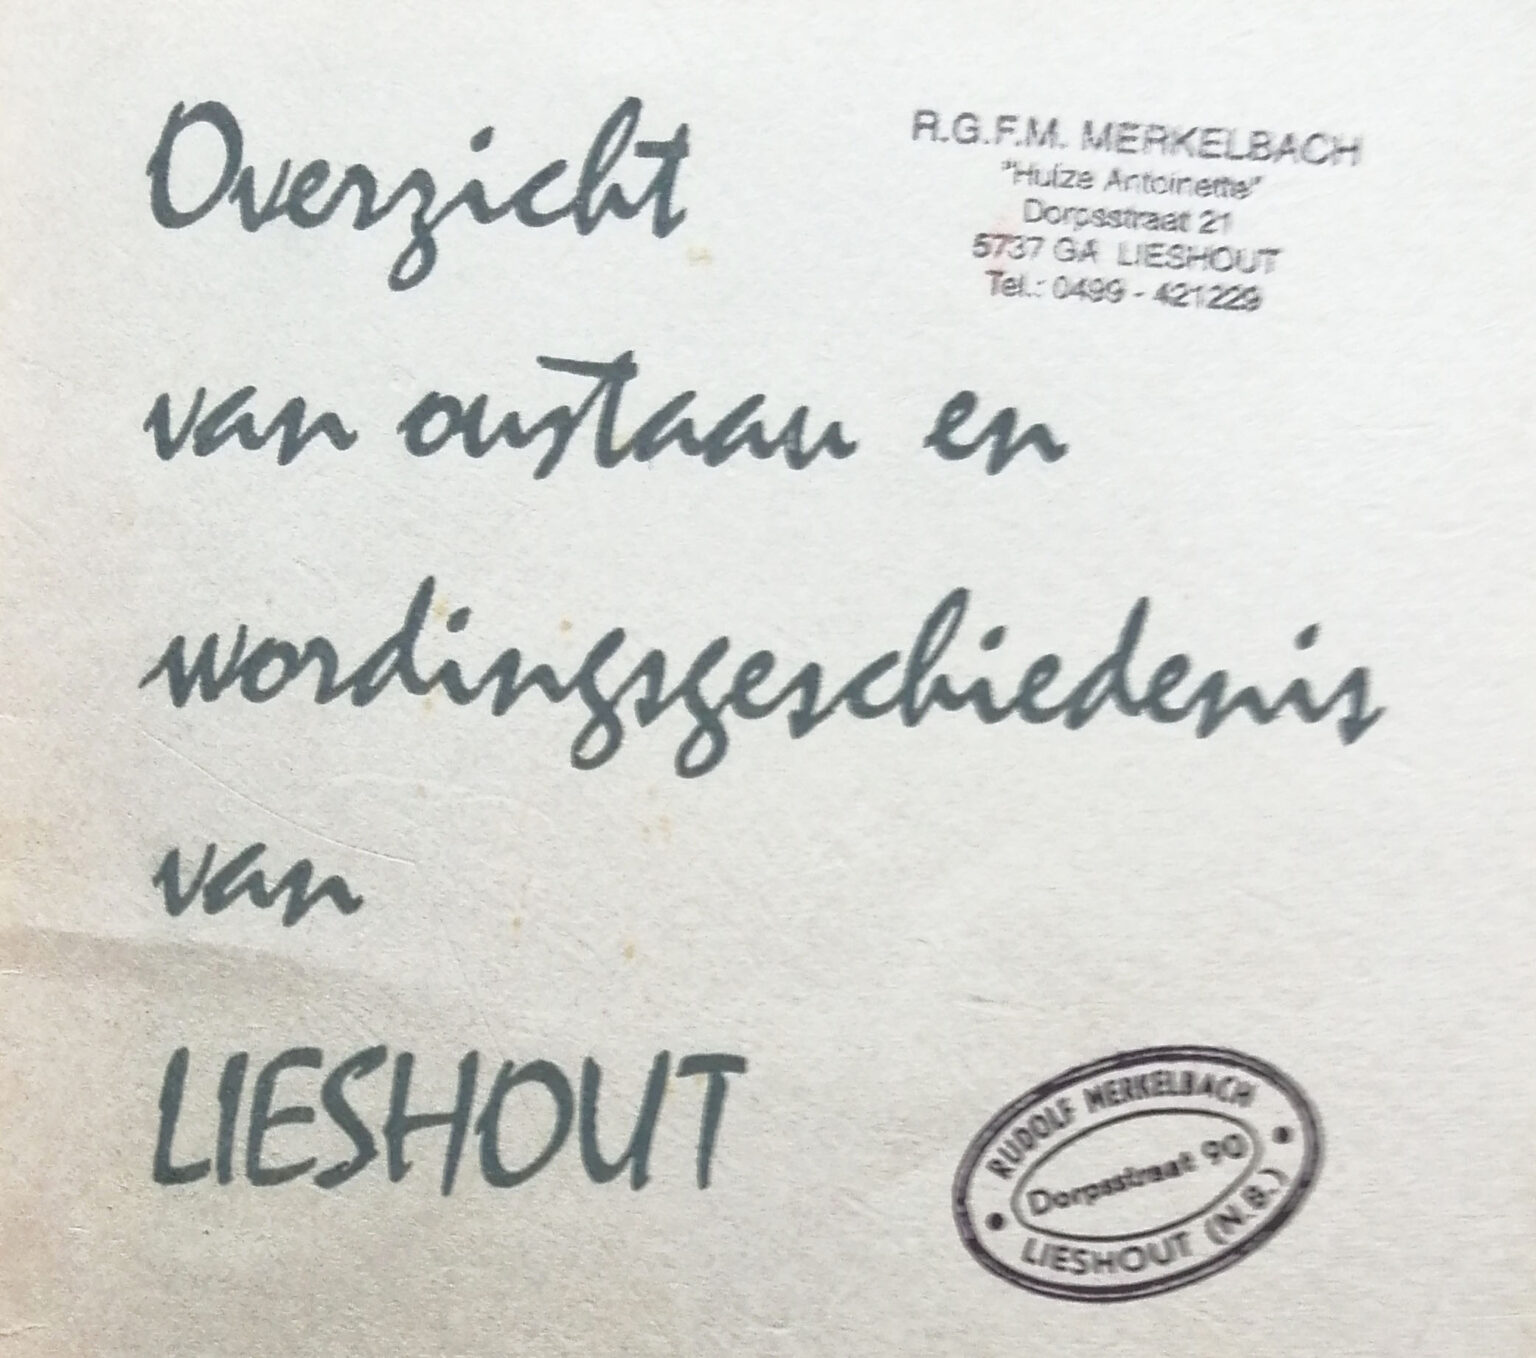 Overzicht
van oustaau en
wordingsgeschiedenis
van
LIESHOUT
R.G.F.M. MERKELBACH
"Huize Antoinette"
Dorpsstraat 21
5737 GA LIESHOUT
Tel.: 0499 - 421229
RUDOLF MERKELBACH
Dorpsstraat 90
LIESHOUT (N.B.)